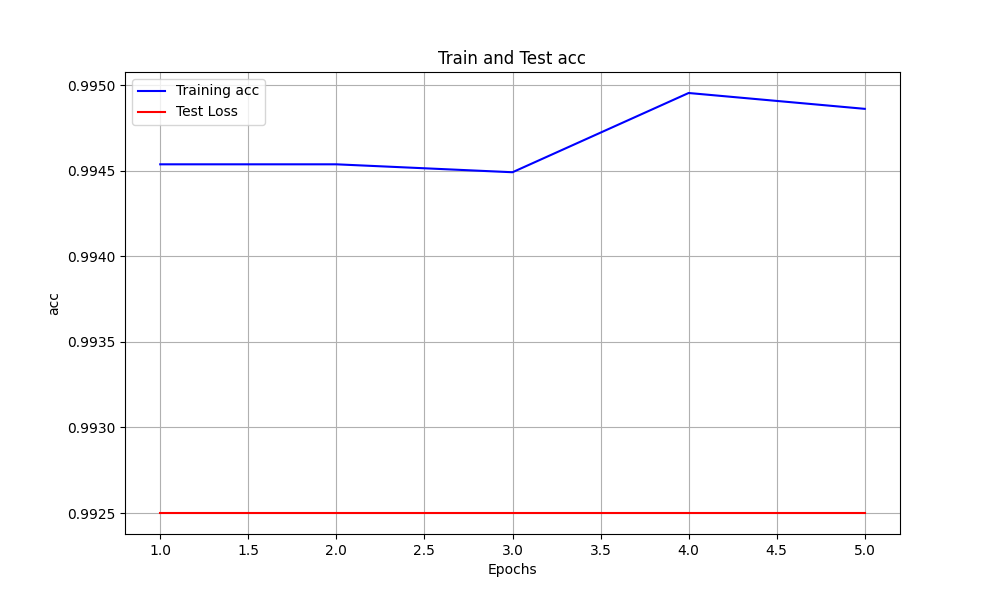 Train and Test acc
Training acc
Test Loss
0.9950
0.9945
0.9940
0.9935
0.9930
0.9925
acc
1.0 1.5 2.0 2.5 3.0 3.5 4.0 4.5 5.0
Epochs